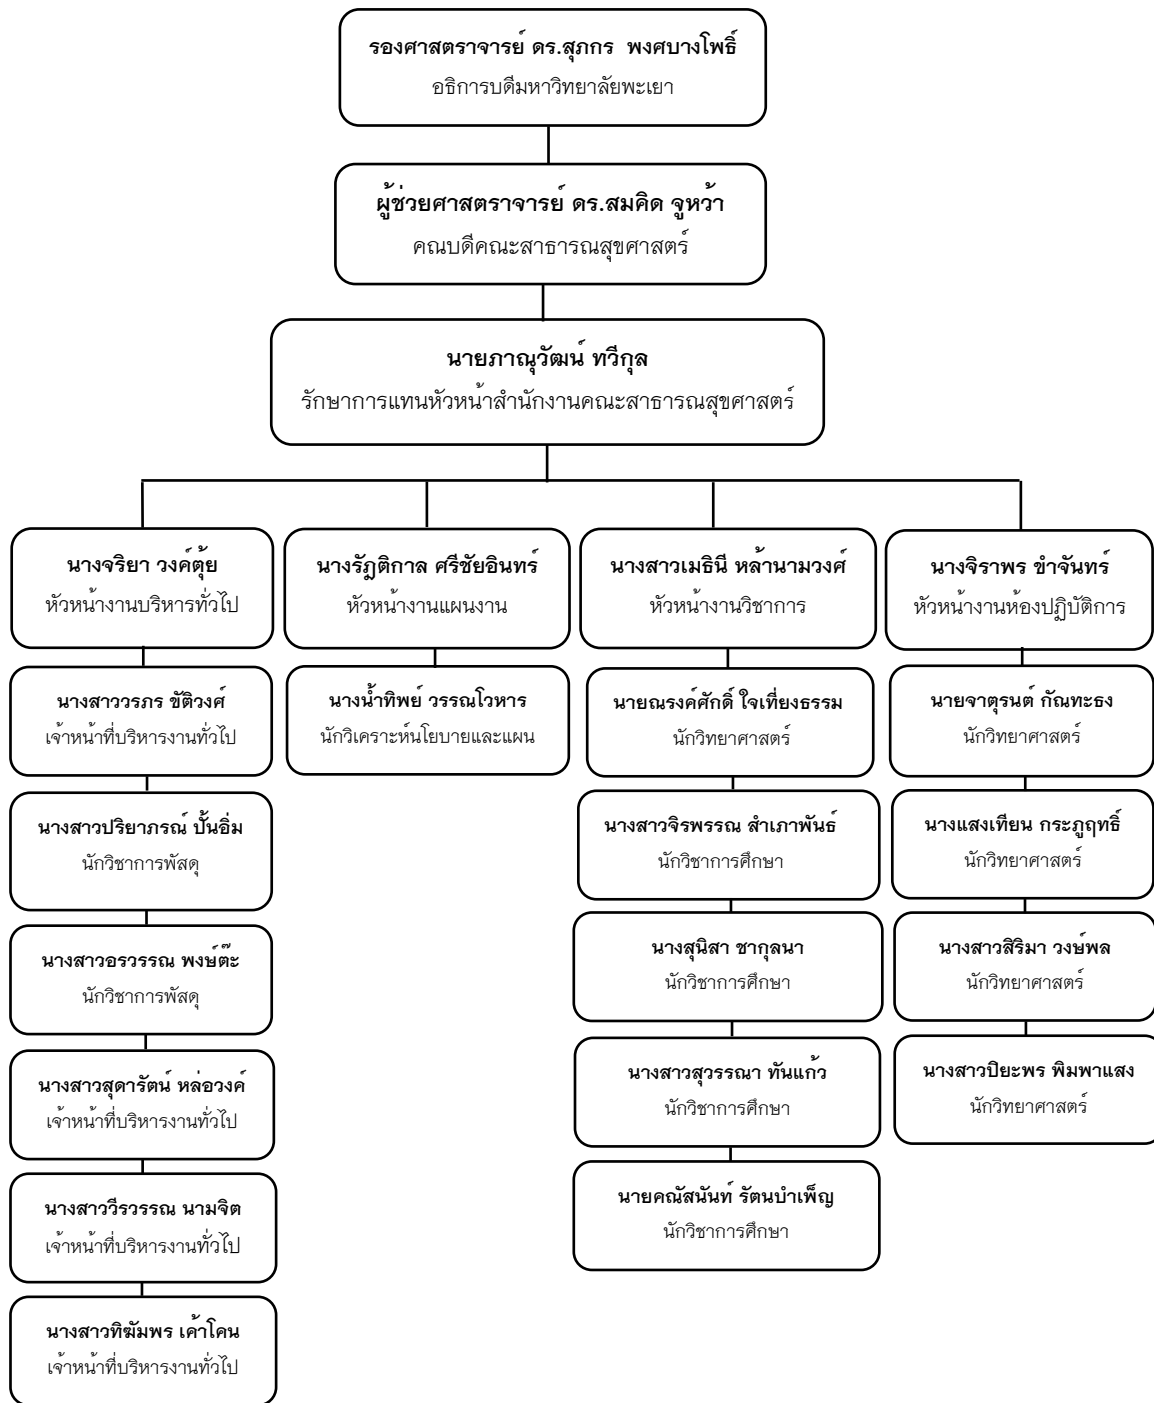 รองศาสตราจารย์ ดร.สุภกร  พงศบางโพธิ์
อธิการบดีมหาวิทยาลัยพะเยา
ผู้ช่วยศาสตราจารย์ ดร.สมคิด จูหว้า
คณบดีคณะสาธารณสุขศาสตร์
นายภาณุวัฒน์ ทวีกุล
รักษาการแทนหัวหน้าสำนักงานคณะสาธารณสุขศาสตร์
นางจริยา วงค์ตุ้ย
หัวหน้างานบริหารทั่วไป
นางสาววรภร ขัติวงศ์
เจ้าหน้าที่บริหารงานทั่วไป
นางสาวปริยาภรณ์ ปั้นอิ่ม
นักวิชาการพัสดุ
นางสาวอรวรรณ พงษ์ต๊ะ
นักวิชาการพัสดุ
นางสาวสุดารัตน์ หล่อวงค์
เจ้าหน้าที่บริหารงานทั่วไป
นางสาววีรวรรณ นามจิต
เจ้าหน้าที่บริหารงานทั่วไป
นางสาวทิฆัมพร เค้าโคน
เจ้าหน้าที่บริหารงานทั่วไป
นางรัฏติกาล ศรีชัยอินทร์
หัวหน้างานแผนงาน
นางน้ำทิพย์ วรรณโวหาร
นักวิเคราะห์นโยบายและแผน
นางสาวเมธินี หล้านามวงศ์
หัวหน้างานวิชาการ
นายณรงค์ศักดิ์ ใจเที่ยงธรรม
นักวิทยาศาสตร์
นางสาวจิรพรรณ สำเภาพันธ์
นักวิชาการศึกษา
นางสุนิสา ชากุลนา
นักวิชาการศึกษา
นางสาวสุวรรณา ทันแก้ว
นักวิชาการศึกษา
นายคณัสนันท์ รัตนบำเพ็ญ
นักวิชาการศึกษา
นางจิราพร ขำจันทร์
หัวหน้างานห้องปฏิบัติการ
นายจาตุรนต์ กัณทะธง
นักวิทยาศาสตร์
นางแสงเทียน กระภูฤทธิ์
นักวิทยาศาสตร์
นางสาวสิริมา วงษ์พล
นักวิทยาศาสตร์
นางสาวปิยะพร พิมพาแสง
นักวิทยาศาสตร์